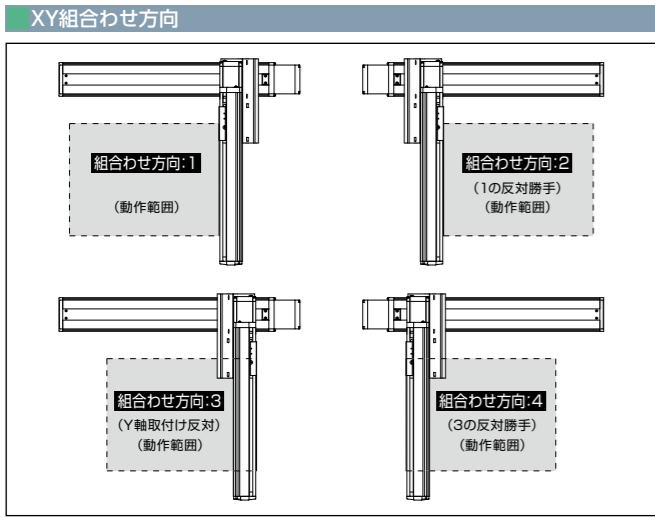 XY組合わせ方向
組合わせ方向:1
(動作範囲)
組合わせ方向:2
(1の反対勝手)
(動作範囲)
組合わせ方向:3
(Y軸取付け反対)
(動作範囲)
組合わせ方向:4
(3の反対勝手)
(動作範囲)